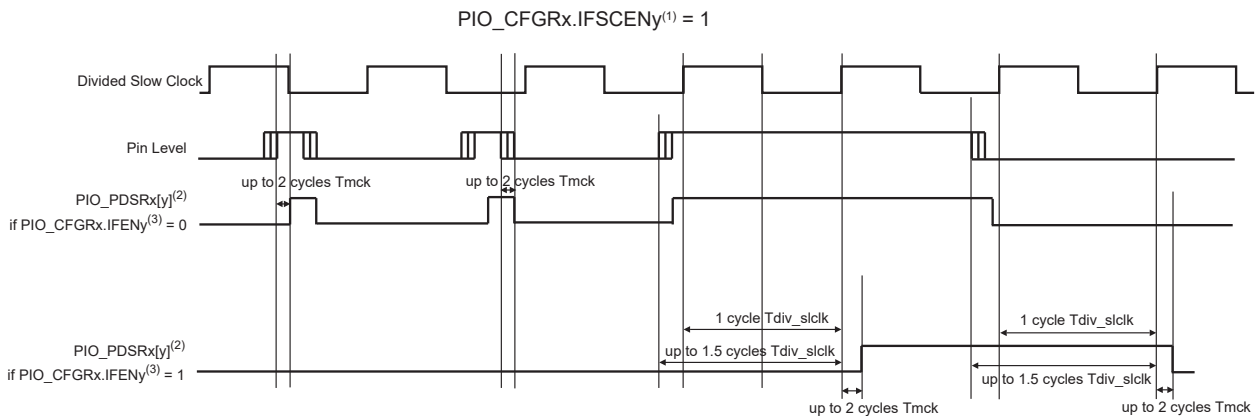 PIO_CFGRx.IFSCENy(1) = 1
Divided Slow Clock
Pin Level
up to 2 cycles Tmck
up to 2 cycles Tmck
PIO_PDSRx[y](2)
if PIO_CFGRx.IFENy(3) = 0
1 cycle Tdiv_slclk
1 cycle Tdiv_slclk
PIO_PDSRx[y](2)
up to 1.5 cycles Tdiv_slclk
if PIO_CFGRx.IFENy(3) = 1
up to 1.5 cycles Tdiv_slclk
up to 2 cycles Tmck
up to 2 cycles Tmck